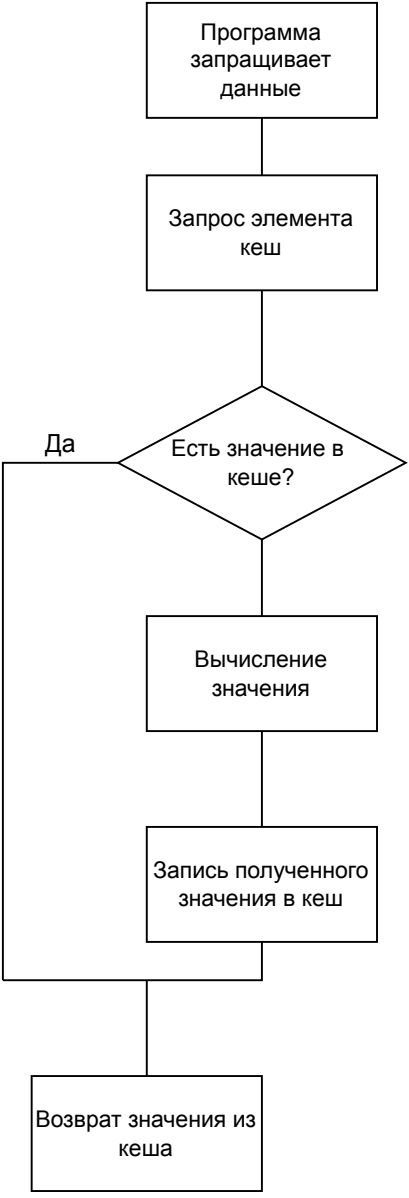 Программа
запращивает
данные
Запрос элемента
кеш
Да
Есть значение в
кеше?
Вычисление
значения
Запись полученного
значения в кеш
Возврат значения из
кеша